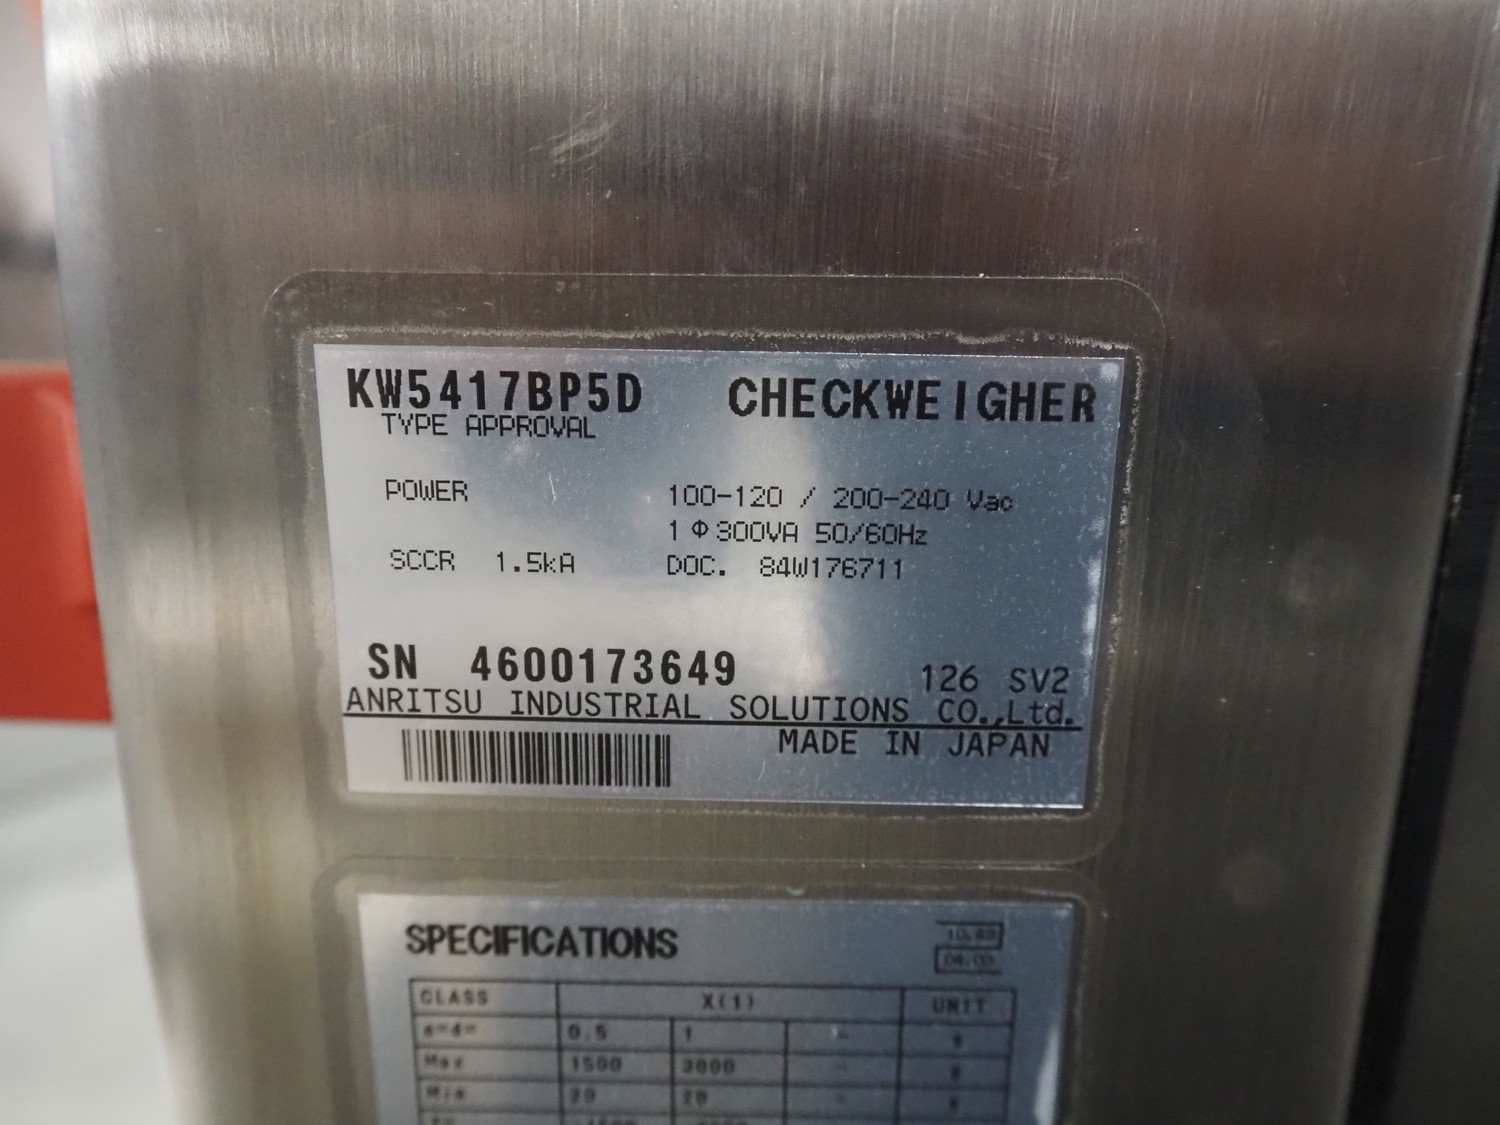 KW5417BP5D CHECKWEIGHER
TYPE APPROVAL
POWER 100-120 / 200-240 Vac
1 Φ 300VA 50/60Hz
SCCR 1.5kA DOC. 84W176711
SN 4600173649 126 SV2
ANRITSU INDUSTRIAL SOLUTIONS CO.,Ltd.
MADE IN JAPAN
SPECIFICATIONS
CLASS X(1) UNIT
e=d= 0.5 1 -
Max 1500 3000 -
Min 20 20 -